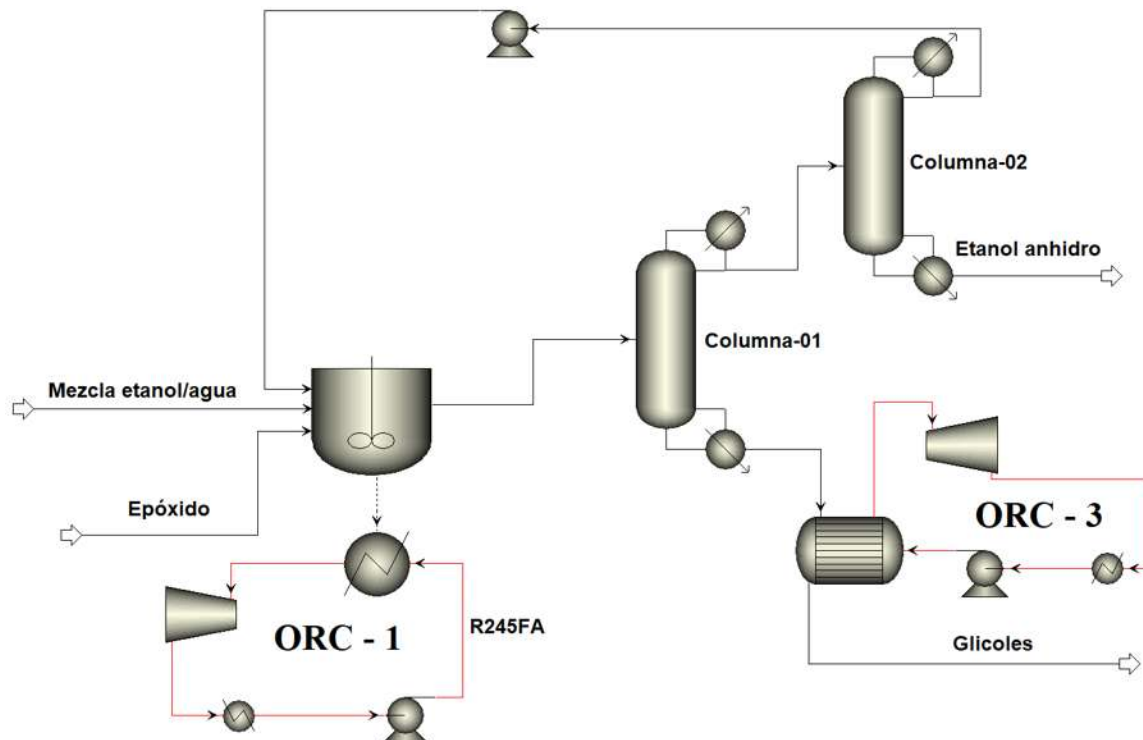 Columna-02
Etanol anhidro
Columna-01
Mezcla etanol/agua
Epóxido
ORC - 3
ORC - 1
R245FA
Glicoles